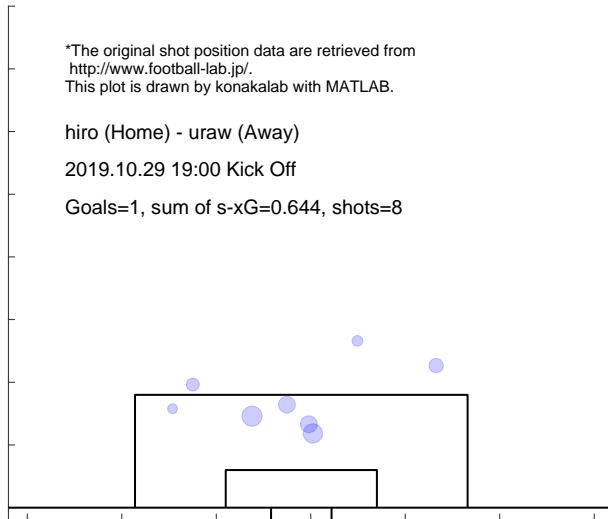 *The original shot position data are retrieved from
http://www.football-lab.jp/.
This plot is drawn by konakalab with MATLAB.
hiro (Home) - uraw (Away)
2019.10.29 19:00 Kick Off
Goals=1, sum of s-xG=0.644, shots=8